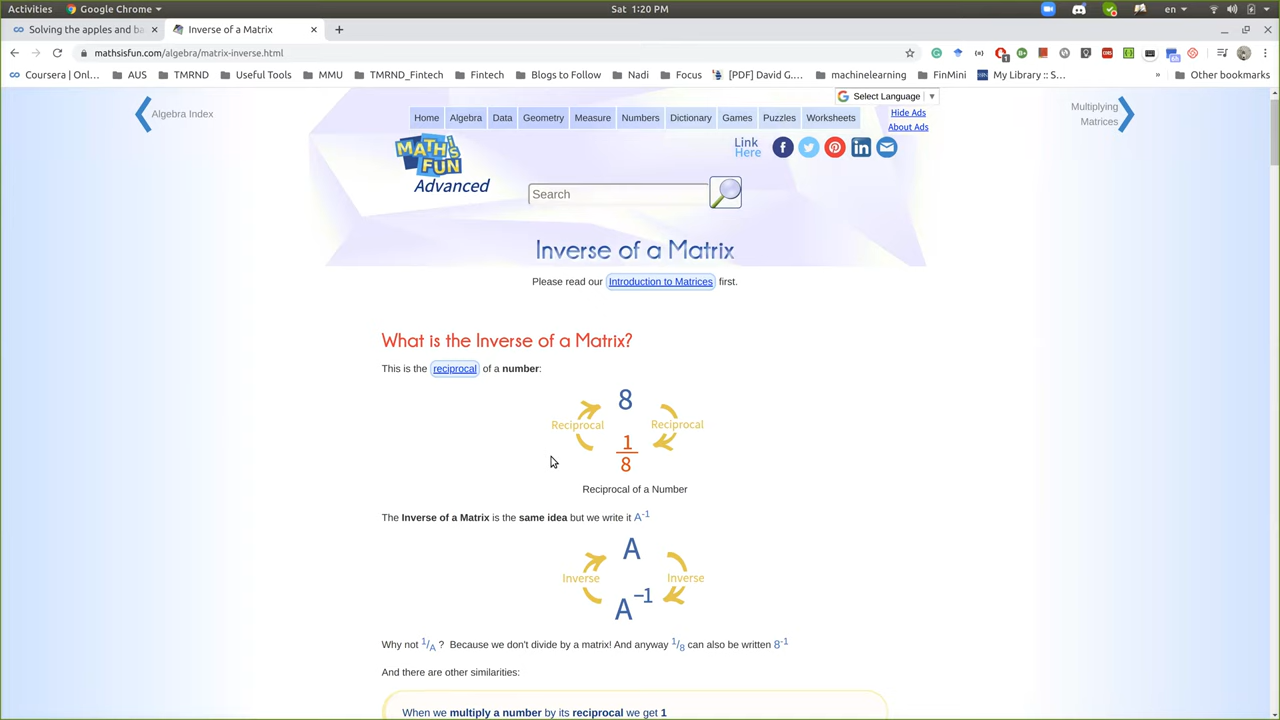 Activities Google Chrome Sat 1:20 PM en
Solving the apples and ba Inverse of a Matrix
mathsisfun.com/algebra/matrix-inverse.html
Coursera | Onl… AUS TMRND Useful Tools MMU TMRND_Fintech Fintech Blogs to Follow Nadi Focus [PDF] David G.… machinelearning FinMini My Library :: S… » Other bookmarks
Select Language ▼
Algebra Index
Multiplying
Matrices
Home Algebra Data Geometry Measure Numbers Dictionary Games Puzzles Worksheets
Hide Ads
About Ads
MATH IS FUN
Advanced
Link
Here
Search
Inverse of a Matrix
Please read our Introduction to Matrices first.
What is the Inverse of a Matrix?
This is the reciprocal of a number:
8
Reciprocal Reciprocal
1
8
Reciprocal of a Number
The Inverse of a Matrix is the same idea but we write it A⁻¹
A
Inverse Inverse
A⁻¹
Why not 1/A ? Because we don't divide by a matrix! And anyway 1/8 can also be written 8⁻¹
And there are other similarities:
When we multiply a number by its reciprocal we get 1